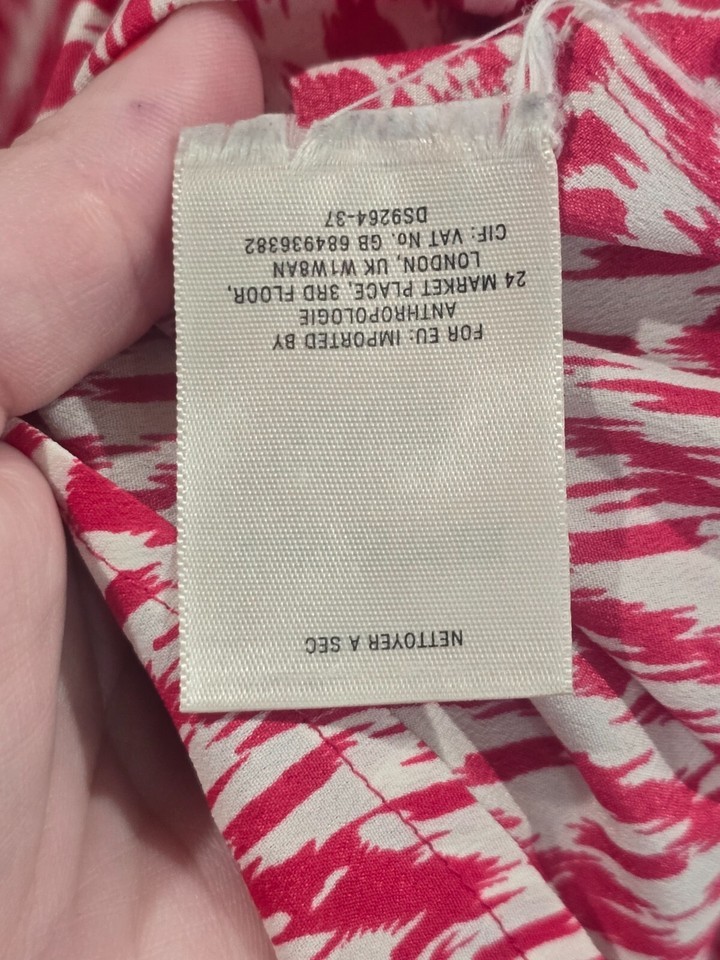 NETTOYER A SEC
FOR EU: IMPORTED BY
ANTHROPOLOGIE
24 MARKET PLACE, 3RD FLOOR,
LONDON, UK W1W8AN
CIF: VAT No. GB 684936382
DS9264-37